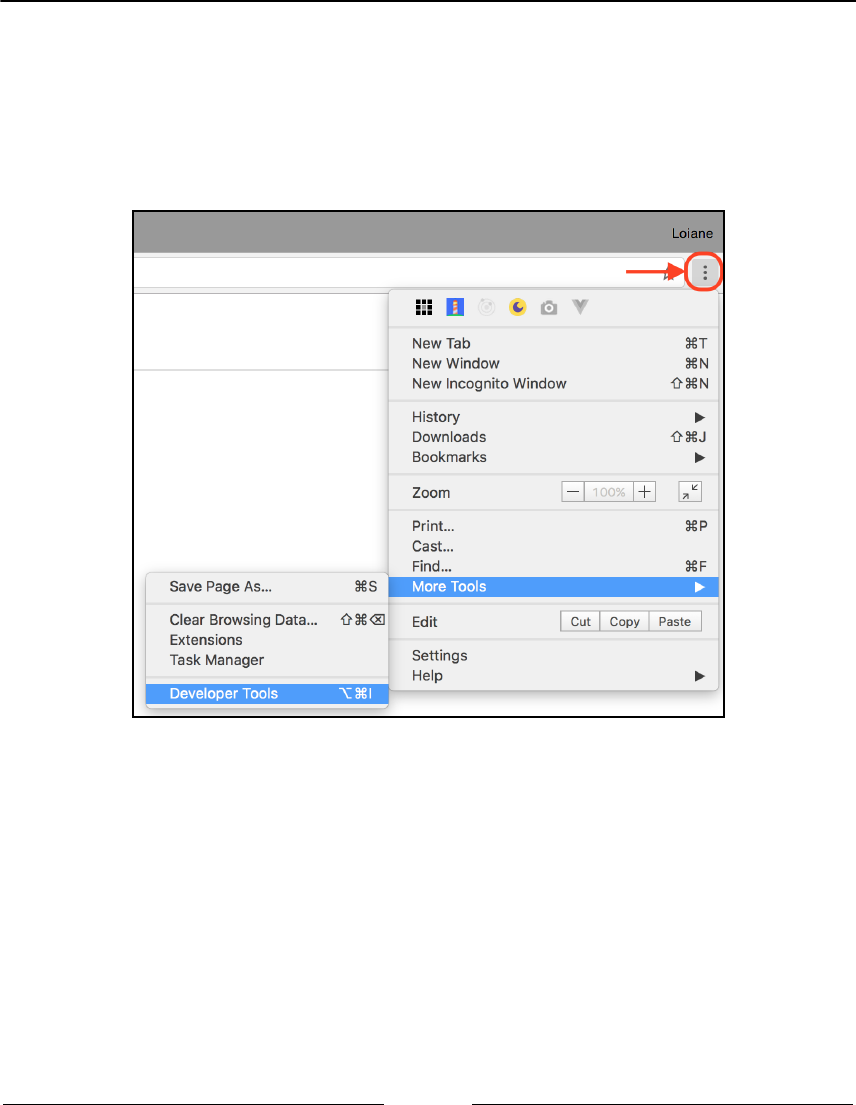 Loiane
New Tab ⌘T
New Window ⌘N
New Incognito Window ⇧⌘N
History ▶
Downloads ⇧⌘J
Bookmarks ▶
Zoom − 100% +
Print... ⌘P
Cast...
Find... ⌘F
More Tools ▶
Edit Cut Copy Paste
Settings
Help ▶
Save Page As... ⌘S
Clear Browsing Data... ⇧⌘⌫
Extensions
Task Manager
Developer Tools ⌥⌘I